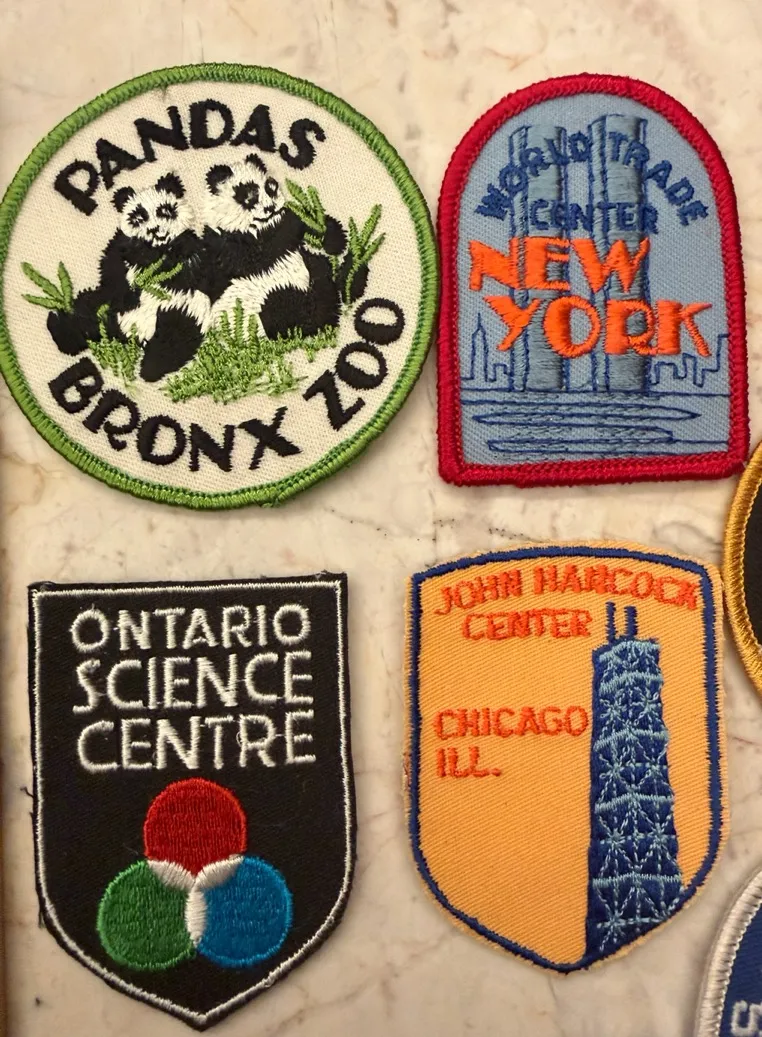 PANDAS
BRONX ZOO
WORLD TRADE
CENTER
NEW
YORK
ONTARIO
SCIENCE
CENTRE
JOHN HANCOCK
CENTER
CHICAGO
ILL.